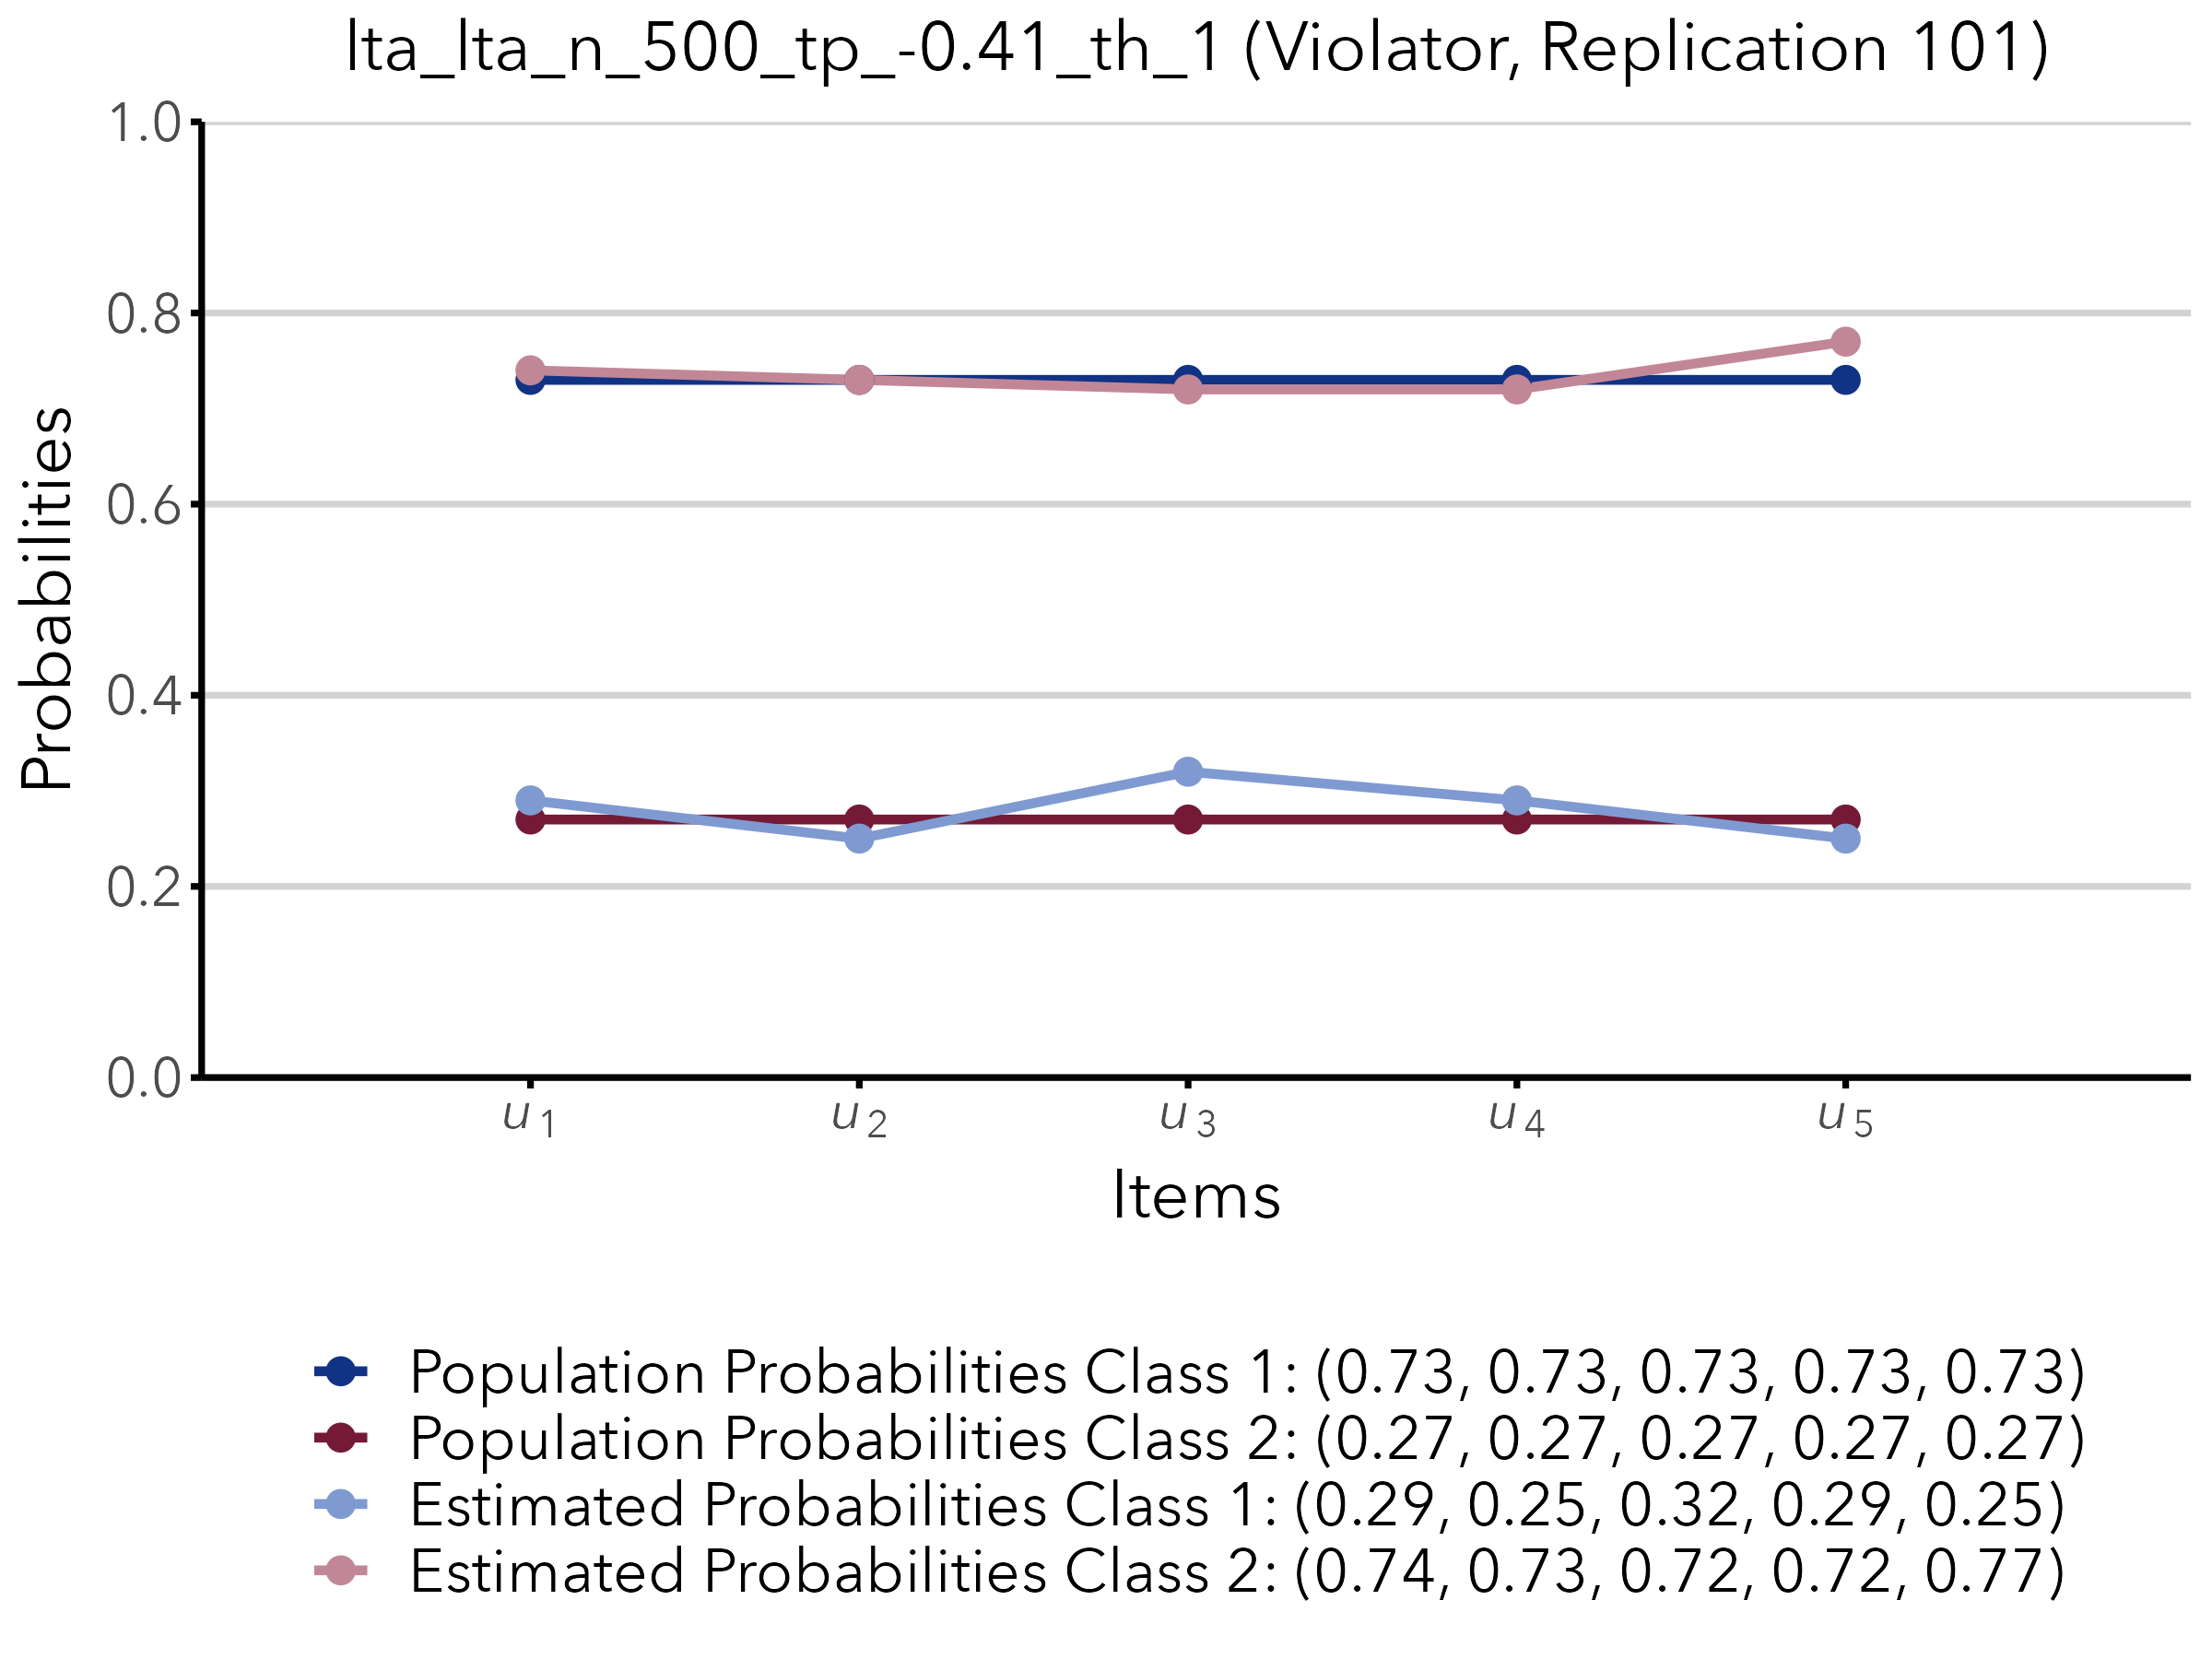 lta_lta_n_500_tp_-0.41_th_1 (Violator, Replication 101)
1.0
0.8
0.6
0.4
0.2
0.0
Probabilities
u1 u2 u3 u4 u5
Items
Population Probabilities Class 1: (0.73, 0.73, 0.73, 0.73, 0.73)
Population Probabilities Class 2: (0.27, 0.27, 0.27, 0.27, 0.27)
Estimated Probabilities Class 1: (0.29, 0.25, 0.32, 0.29, 0.25)
Estimated Probabilities Class 2: (0.74, 0.73, 0.72, 0.72, 0.77)